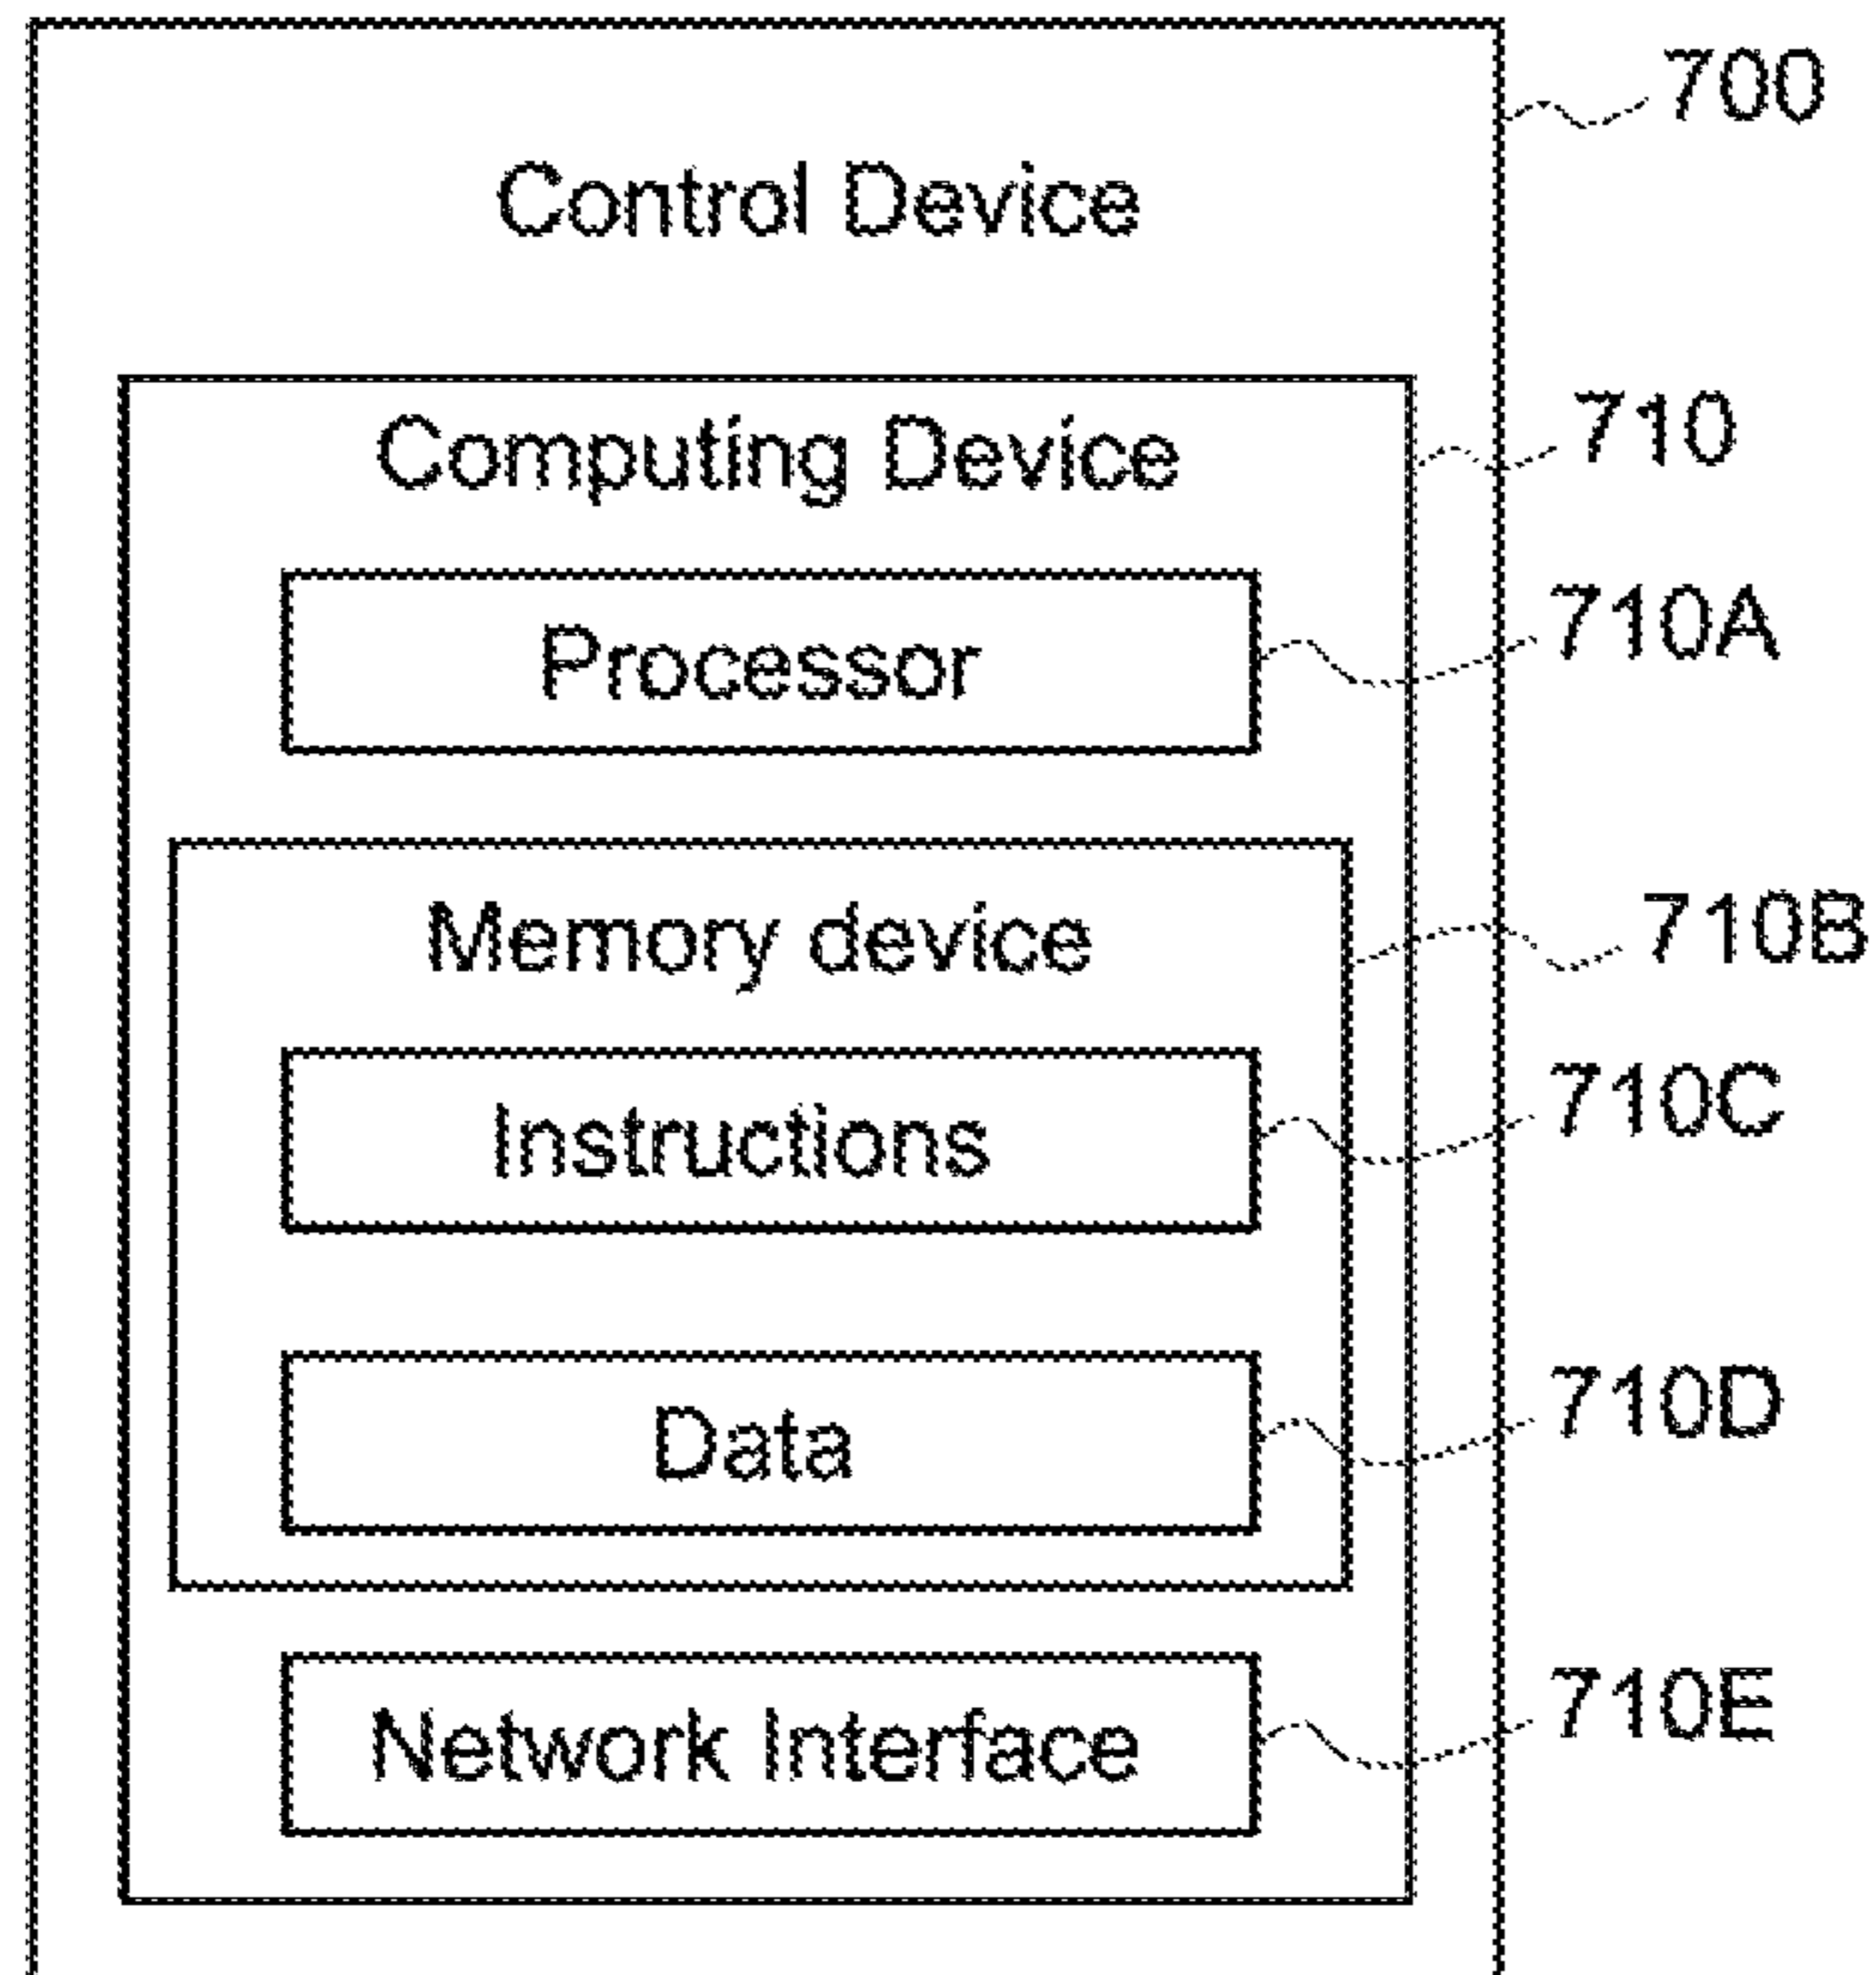 700
Control Device
710
Computing Device
710A
Processor
710B
Memory device
710C
Instructions
710D
Data
710E
Network Interface